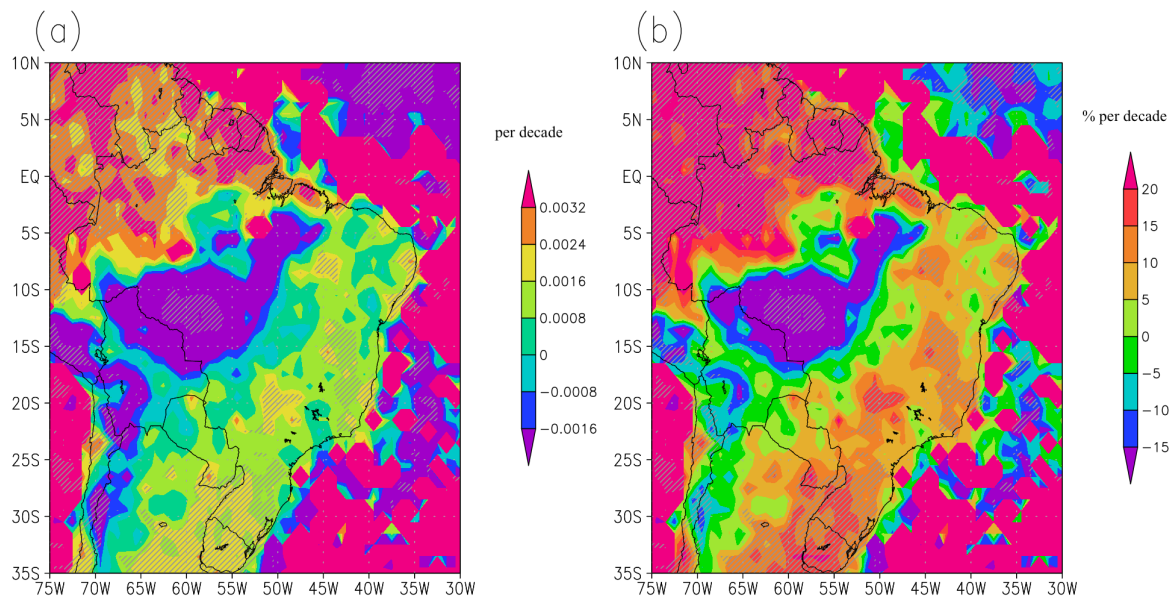 (a) (b)
10N 5N EQ 5S 10S 15S 20S 25S 30S 35S
75W 70W 65W 60W 55W 50W 45W 40W 35W 30W
per decade
0.0032
0.0024
0.0016
0.0008
0
−0.0008
−0.0016
10N 5N EQ 5S 10S 15S 20S 25S 30S 35S
75W 70W 65W 60W 55W 50W 45W 40W 35W 30W
% per decade
20
15
10
5
0
−5
−10
−15